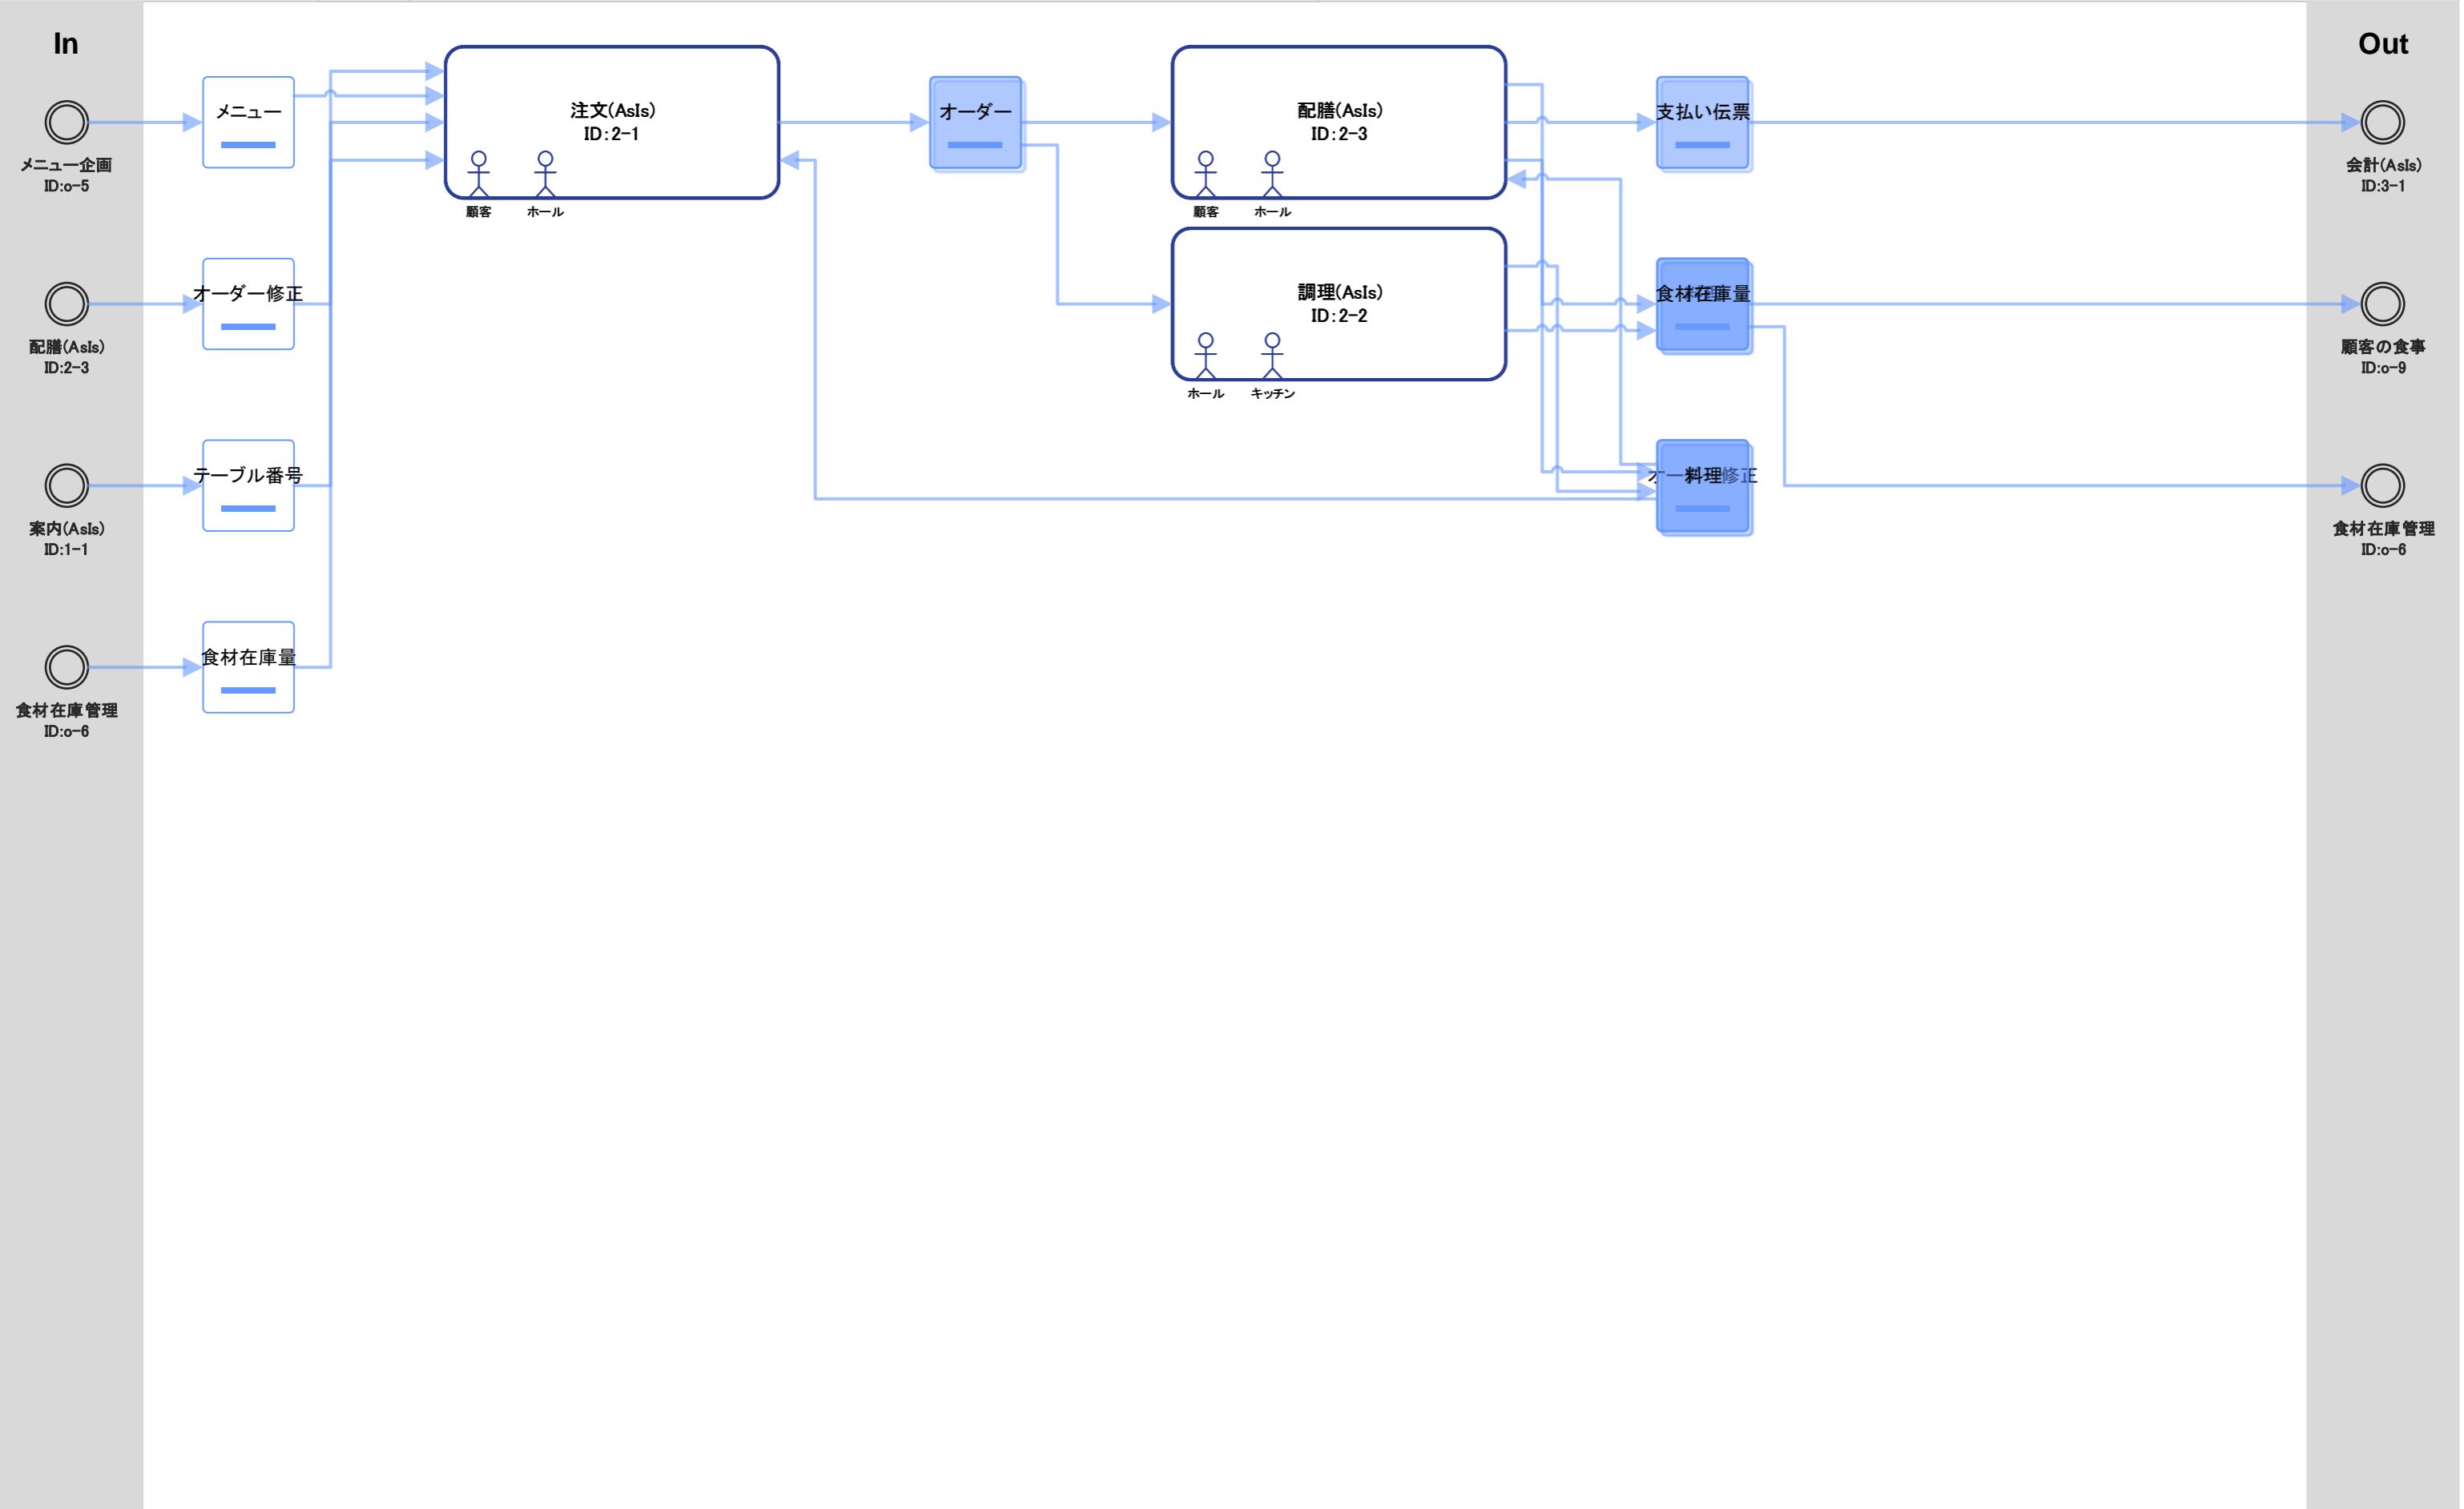 In
Out
メニュー企画
ID:o-5
メニュー
注文(AsIs)
ID:2-1
顧客
ホール
オーダー
配膳(AsIs)
ID:2-3
顧客
ホール
支払い伝票
会計(AsIs)
ID:3-1
配膳(AsIs)
ID:2-3
オーダー修正
調理(AsIs)
ID:2-2
ホール
キッチン
食材在庫量
顧客の食事
ID:o-9
案内(AsIs)
ID:1-1
テーブル番号
料理
修正
食材在庫管理
ID:o-6
食材在庫管理
ID:o-6
食材在庫量